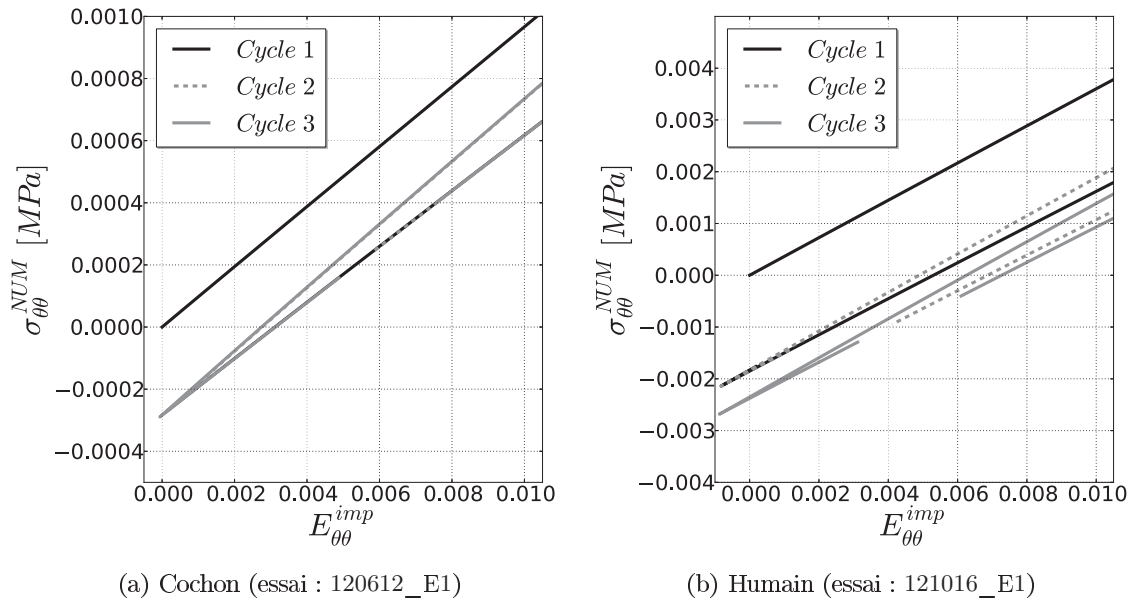 0.0010
0.0008
0.0006
0.0004
0.0002
0.0000
−0.0002
−0.0004
σθθ^NUM [MPa]
Cycle 1
Cycle 2
Cycle 3
0.000 0.002 0.004 0.006 0.008 0.010
Eθθ^imp
(a) Cochon (essai : 120612_E1)
0.004
0.003
0.002
0.001
0.000
−0.001
−0.002
−0.003
−0.004
σθθ^NUM [MPa]
Cycle 1
Cycle 2
Cycle 3
0.000 0.002 0.004 0.006 0.008 0.010
Eθθ^imp
(b) Humain (essai : 121016_E1)